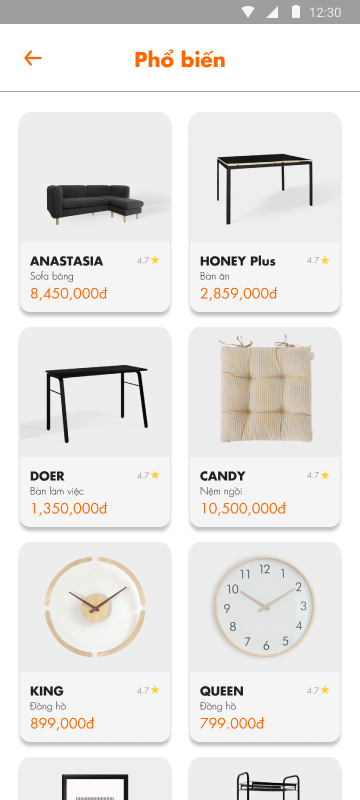 12:30
Phổ biến
ANASTASIA 4.7
Sofa băng
8,450,000đ
HONEY Plus 4.7
Bàn ăn
2,859,000đ
DOER 4.7
Bàn làm việc
1,350,000đ
CANDY 4.7
Nệm ngồi
10,500,000đ
KING 4.7
Đồng hồ
899,000đ
12
1
2
3
4
5
6
7
8
9
10
11
QUEEN 4.7
Đồng hồ
799.000đ